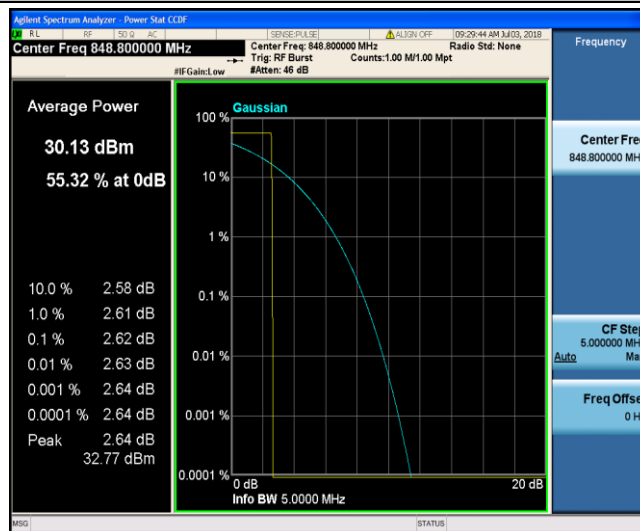 Agilent Spectrum Analyzer - Power Stat CCDF
RL RF 50 Ω AC SENSE:PULSE ALIGN OFF 09:29:44 AM Jul 03, 2018
Center Freq 848.800000 MHz
Center Freq: 848.800000 MHz Radio Std: None
Trig: RF Burst Counts:1.00 M/1.00 Mpt
#IFGain:Low #Atten: 46 dB
Frequency
Average Power
30.13 dBm
55.32 % at 0dB
10.0 % 2.58 dB
1.0 % 2.61 dB
0.1 % 2.62 dB
0.01 % 2.63 dB
0.001 % 2.64 dB
0.0001 % 2.64 dB
Peak 2.64 dB
32.77 dBm
Gaussian
100 %
10 %
1 %
0.1 %
0.01 %
0.001 %
0.0001 %
0 dB 20 dB
Info BW 5.0000 MHz
Center Fre
848.800000 MH
CF Ste
5.000000 MH
Auto Ma
Freq Offse
0 H
MSG STATUS